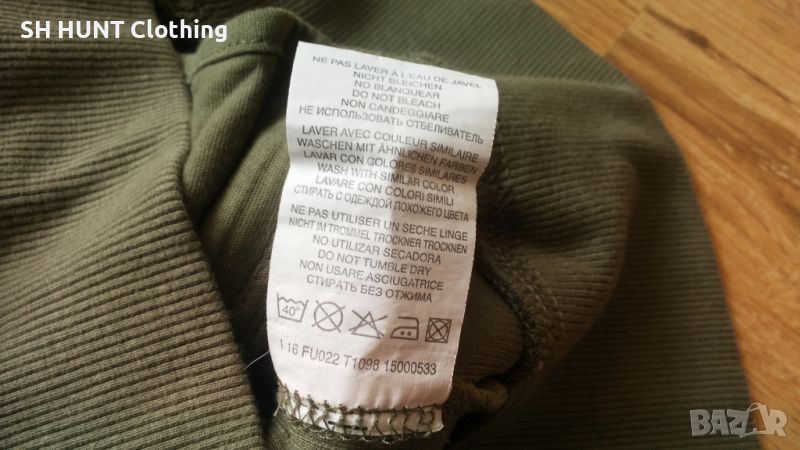 SH HUNT Clothing
NE PAS LAVER À L'EAU DE JAVEL
NICHT BLEICHEN
NO BLANQUEAR
DO NOT BLEACH
NON CANDEGGIARE
НЕ ИСПОЛЬЗОВАТЬ ОТБЕЛИВАТЕЛЬ
LAVER AVEC COULEUR SIMILAIRE
WASCHEN MIT ÄHNLICHEN FARBEN
LAVAR CON COLORES SIMILARES
WASH WITH SIMILAR COLOR
LAVARE CON COLORI SIMILI
СТИРАТЬ С ОДЕЖДОЙ ПОХОЖЕГО ЦВЕТА
NE PAS UTILISER UN SECHE LINGE
NICHT IM TROMMEL TROCKNER TROCKNEN
NO UTILIZAR SECADORA
DO NOT TUMBLE DRY
NON USARE ASCIUGATRICE
СТИРАТЬ БЕЗ ОТЖИМА
40°
116 FU022 T1098 15000533
BAZAR